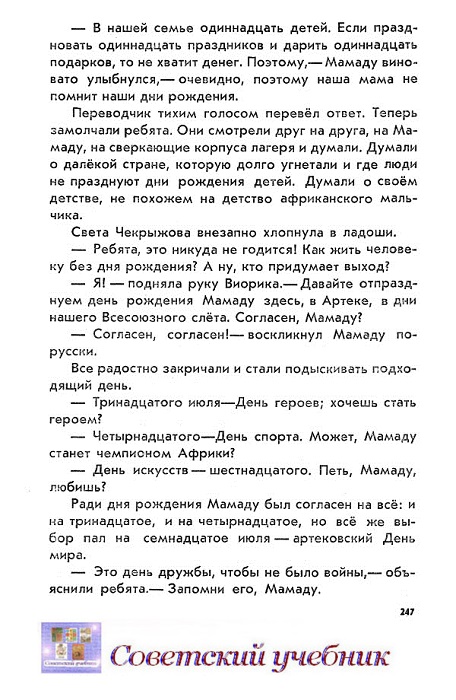 — В нашей семье одиннадцать детей. Если празд-
новать одиннадцать праздников и дарить одиннадцать
подарков, то не хватит денег. Поэтому,— Мамаду вино-
вато улыбнулся,— очевидно, поэтому наша мама не
помнит наши дни рождения.
Переводчик тихим голосом перевёл ответ. Теперь
замолчали ребята. Они смотрели друг на друга, на Ма-
маду, на сверкающие корпуса лагеря и думали. Думали
о далёкой стране, которую долго угнетали и где люди
не празднуют дни рождения детей. Думали о своём
детстве, не похожем на детство африканского маль-
чика.
Света Чекрыжова внезапно хлопнула в ладоши.
— Ребята, это никуда не годится! Как жить челове-
ку без дня рождения? А ну, кто придумает выход?
— Я! — подняла руку Виорика.— Давайте отпразд-
нуем день рождения Мамаду здесь, в Артеке, в дни
нашего Всесоюзного слёта. Согласен, Мамаду?
— Согласен, согласен!— воскликнул Мамаду по-
русски.
Все радостно закричали и стали подыскивать подхо-
дящий день.
— Тринадцатого июля—День героев; хочешь стать
героем?
— Четырнадцатого—День спорта. Может, Мамаду
станет чемпионом Африки?
— День искусств — шестнадцатого. Петь, Мамаду,
любишь?
Ради дня рождения Мамаду был согласен на всё: и
на тринадцатое, и на четырнадцатое, но всё же вы-
бор пал на семнадцатое июля — артековский День
мира.
— Это день дружбы, чтобы не было войны,— объ-
яснили ребята.— Запомни его, Мамаду.
247
Советский учебник
Советский учебник